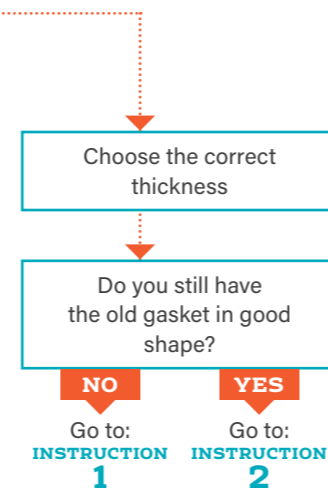 Choose the correct
thickness
Do you still have
the old gasket in good
shape?
NO
YES
Go to:
INSTRUCTION
1
Go to:
INSTRUCTION
2